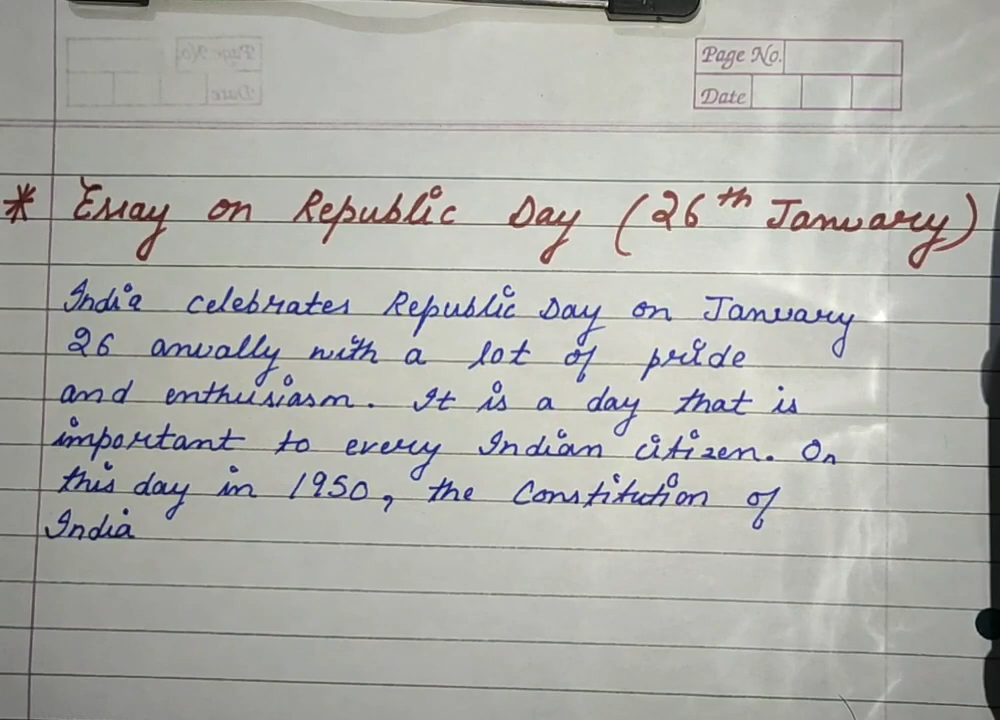 Page No.
Date
* Essay on Republic Day (26th January)
India celebrates Republic Day on January
26 anually with a lot of pride
and enthusiasm. It is a day that is
important to every Indian citizen. On
this day in 1950, the Constitution of
India